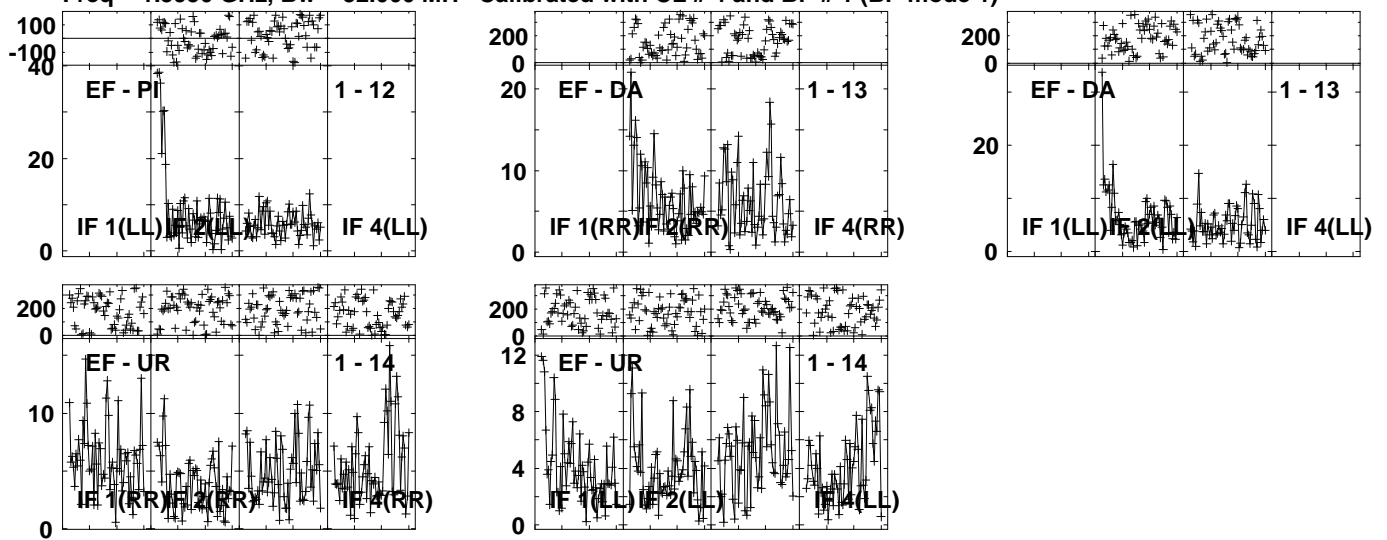 100
-100
40
20
0
EF - PI
1 - 12
IF 1(LL)
IF 2(LL)
IF 4(LL)
200
0
20
10
0
EF - DA
1 - 13
IF 1(RR)
IF 2(RR)
IF 4(RR)
200
0
20
0
EF - DA
1 - 13
IF 1(LL)
IF 2(LL)
IF 4(LL)
200
0
10
0
EF - UR
1 - 14
IF 1(RR)
IF 2(RR)
IF 4(RR)
200
0
12
8
4
0
EF - UR
1 - 14
IF 1(LL)
IF 2(LL)
IF 4(LL)